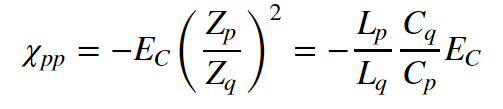 χ_pp = −E_C (Z_p / Z_q)² = − (L_p / L_q) (C_q / C_p) E_C